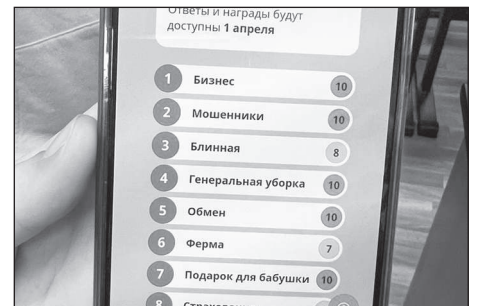 Ответы и награды будут
доступны 1 апреля
1 Бизнес 10
2 Мошенники 10
3 Блинная 8
4 Генеральная уборка 10
5 Обмен 10
6 Ферма 7
7 Подарок для бабушки 10
8